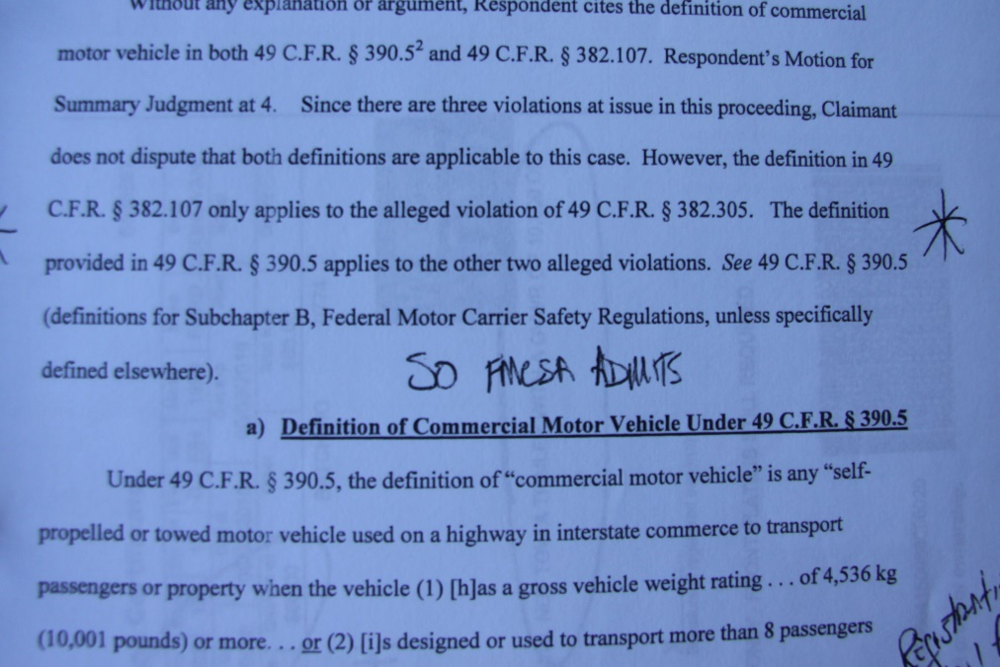 Without any explanation or argument, Respondent cites the definition of commercial
motor vehicle in both 49 C.F.R. § 390.5² and 49 C.F.R. § 382.107. Respondent's Motion for
Summary Judgment at 4. Since there are three violations at issue in this proceeding, Claimant
does not dispute that both definitions are applicable to this case. However, the definition in 49
C.F.R. § 382.107 only applies to the alleged violation of 49 C.F.R. § 382.305. The definition
provided in 49 C.F.R. § 390.5 applies to the other two alleged violations. See 49 C.F.R. § 390.5
(definitions for Subchapter B, Federal Motor Carrier Safety Regulations, unless specifically
defined elsewhere).
SO FMCSA ADMITS
a) Definition of Commercial Motor Vehicle Under 49 C.F.R. § 390.5
Under 49 C.F.R. § 390.5, the definition of "commercial motor vehicle" is any "self-
propelled or towed motor vehicle used on a highway in interstate commerce to transport
passengers or property when the vehicle (1) [h]as a gross vehicle weight rating . . . of 4,536 kg
(10,001 pounds) or more. . . or (2) [i]s designed or used to transport more than 8 passengers